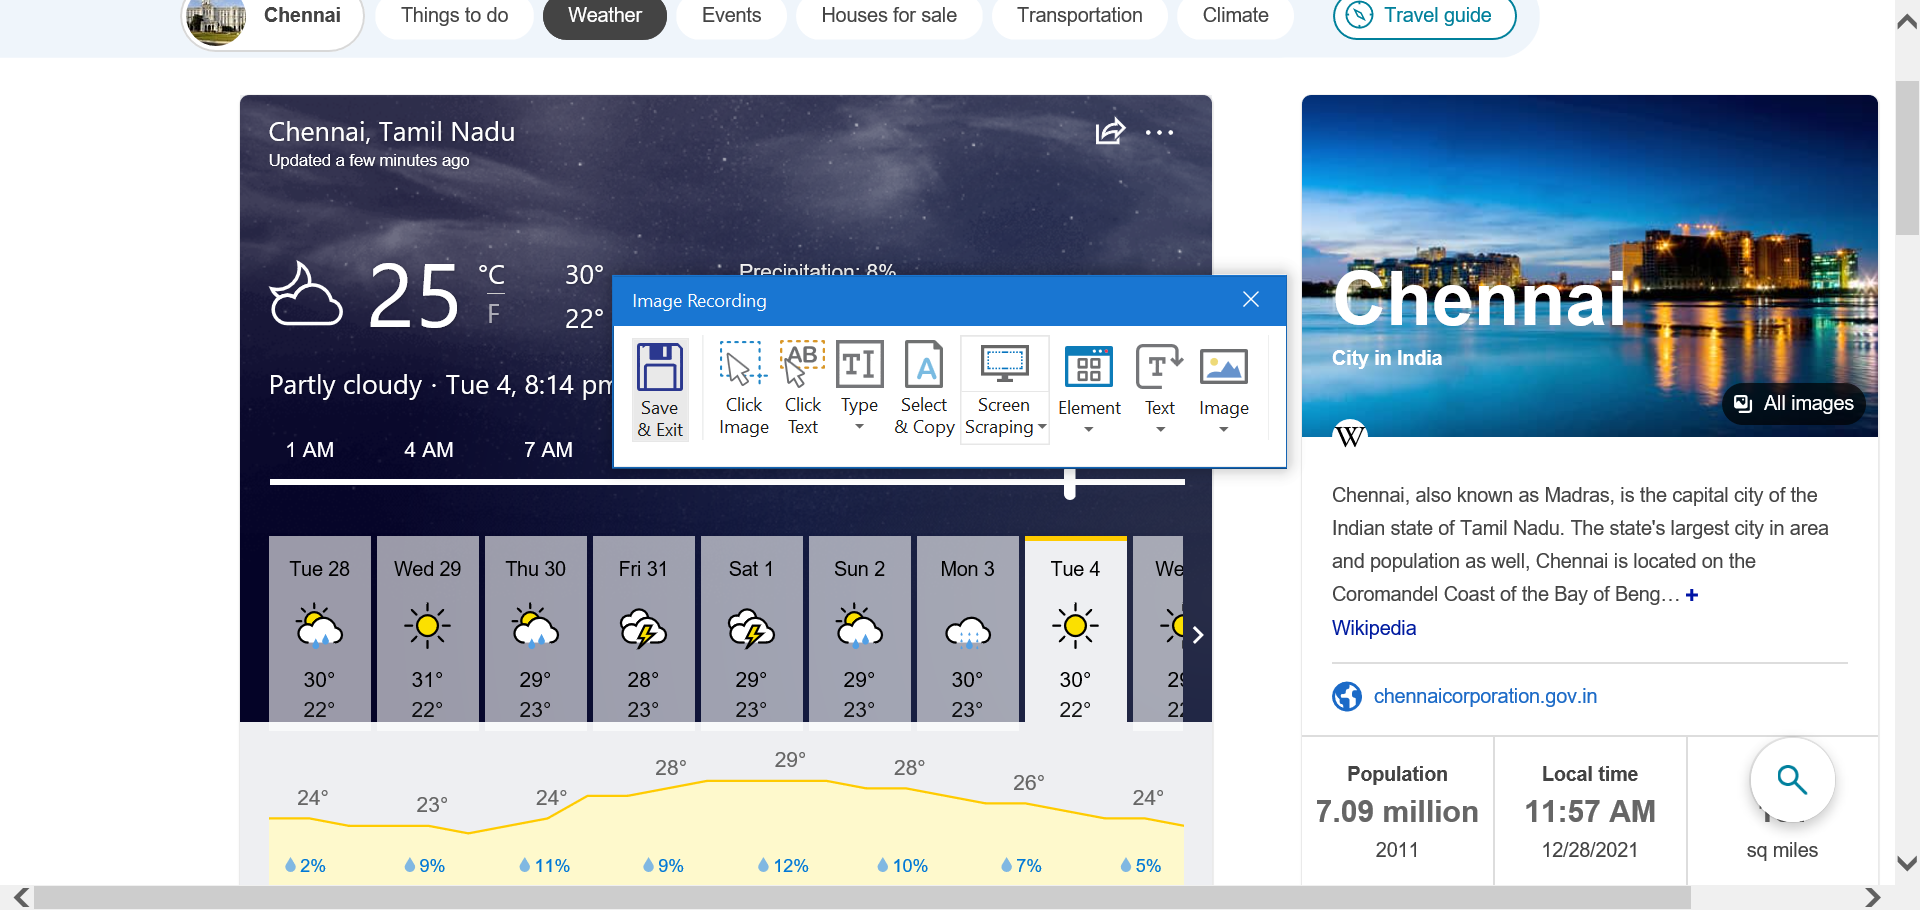 Chennai
Things to do
Weather
Events
Houses for sale
Transportation
Climate
Travel guide
Chennai, Tamil Nadu
Updated a few minutes ago
25
°C
F
30°
22°
Precipitation: 8%
Partly cloudy · Tue 4, 8:14 pm
1 AM 4 AM 7 AM
Image Recording
Save & Exit
Click Image
AB
Click Text
Type
A
Select & Copy
Screen Scraping
Element
T
Text
Image
Tue 28 Wed 29 Thu 30 Fri 31 Sat 1 Sun 2 Mon 3 Tue 4 We
30° 31° 29° 28° 29° 29° 30° 30°
22° 22° 23° 23° 23° 23° 23° 22°
24° 23° 24° 28° 29° 28° 26° 24°
2% 9% 11% 9% 12% 10% 7% 5%
Chennai
City in India
All images
W
Chennai, also known as Madras, is the capital city of the
Indian state of Tamil Nadu. The state's largest city in area
and population as well, Chennai is located on the
Coromandel Coast of the Bay of Beng… +
Wikipedia
chennaicorporation.gov.in
Population
7.09 million
2011
Local time
11:57 AM
12/28/2021
sq miles